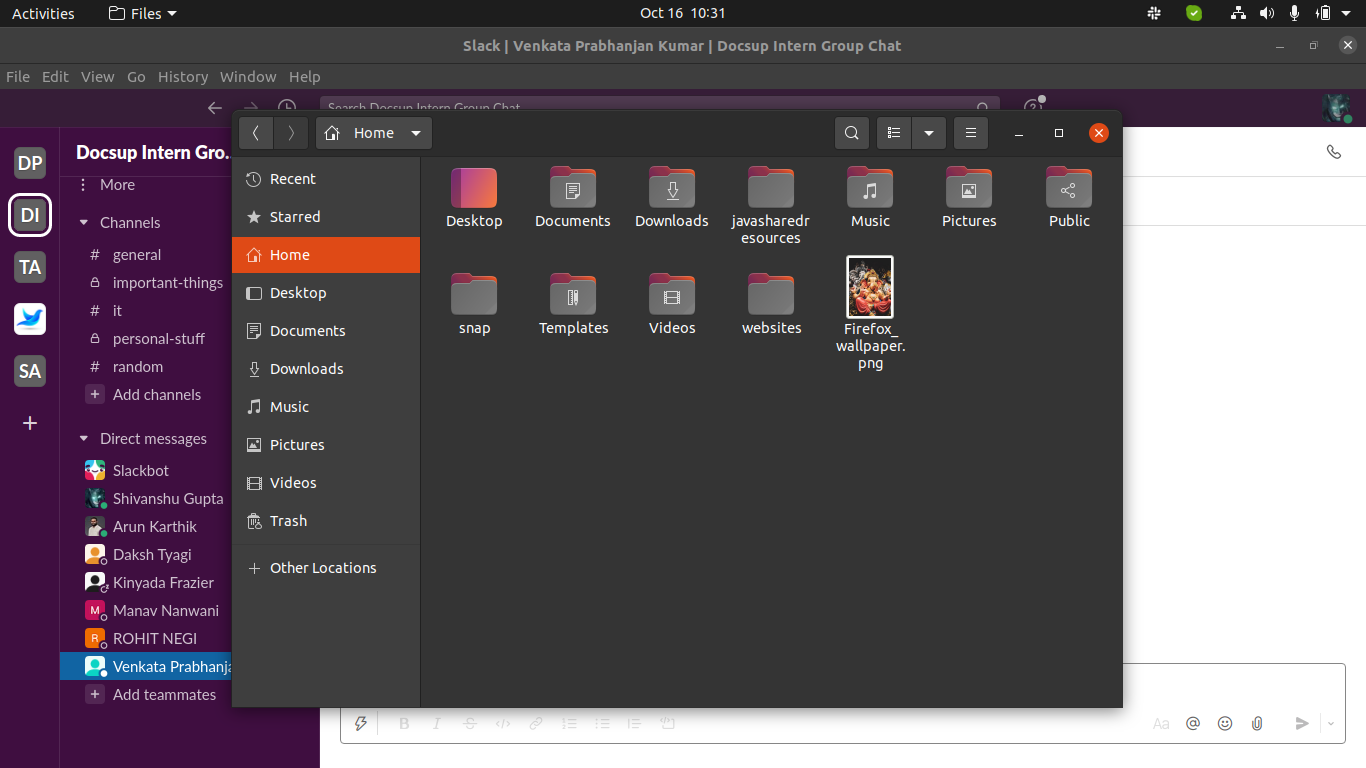 Activities
Files
Oct 16 10:31
Slack | Venkata Prabhanjan Kumar | Docsup Intern Group Chat
File Edit View Go History Window Help
Search Docsup Intern Group Chat
DP
DI
TA
SA
+
Docsup Intern Gro...
More
Channels
# general
important-things
# it
personal-stuff
# random
+ Add channels
Direct messages
Slackbot
Shivanshu Gupta
Arun Karthik
Daksh Tyagi
Kinyada Frazier
M Manav Nanwani
R ROHIT NEGI
Venkata Prabhanja
+ Add teammates
Home
Recent
Starred
Home
Desktop
Documents
Downloads
Music
Pictures
Videos
Trash
+ Other Locations
Desktop
Documents
Downloads
javasharedr
esources
Music
Pictures
Public
snap
Templates
Videos
websites
Firefox_
wallpaper.
png
B I S </>
Aa @